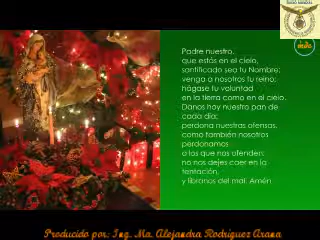 Padre nuestro,
que estás en el cielo,
santificado sea tu Nombre;
venga a nosotros tu reino;
hágase tu voluntad
en la tierra como en el cielo.
Danos hoy nuestro pan de
cada día;
perdona nuestras ofensas,
como también nosotros
perdonamos
a los que nos ofenden;
no nos dejes caer en la
tentación,
y líbranos del mal. Amén
Producido por: Ing. Ma. Alejandra Rodríguez Arana